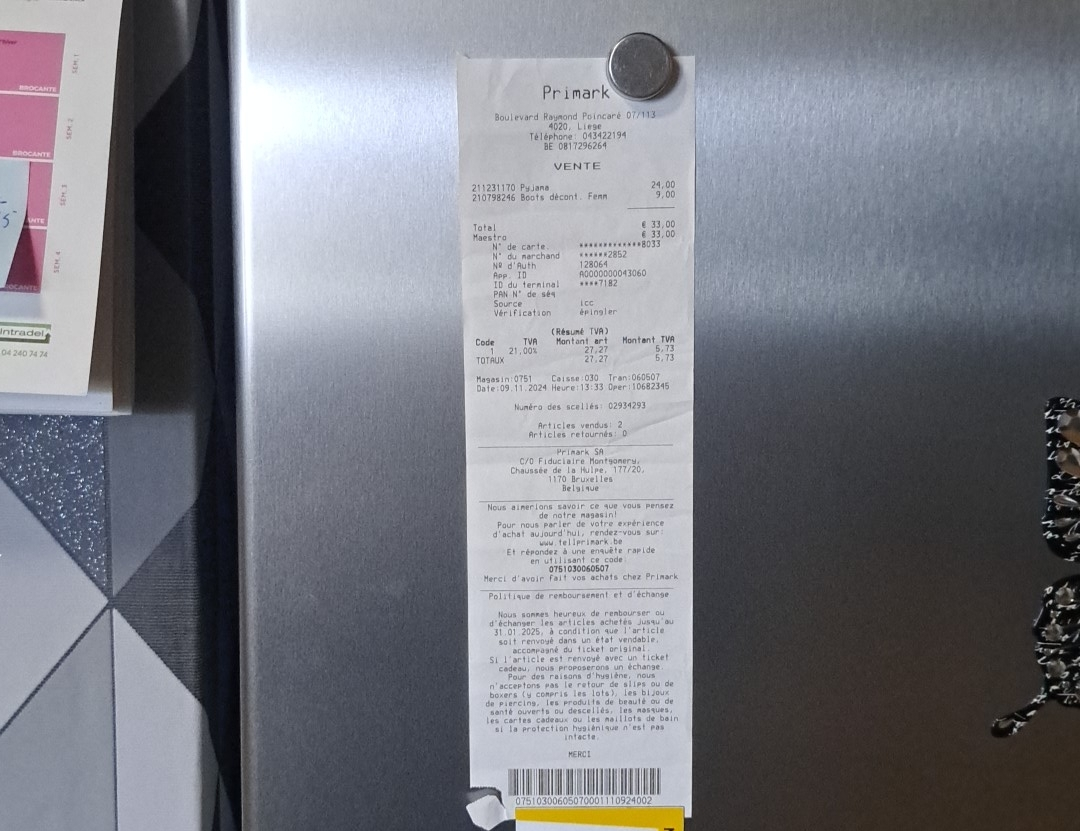 BROCANTE
SEM.1
BROCANTE
SEM.2
SEM.3
SEM.4
Intradel
04 240 74 74
Primark
Boulevard Raymond Poincaré 07/113
4020, Liege
Téléphone: 043422194
BE 0817296264
VENTE
211231170 Pyjama 24,00
210798246 Boots décont. Femm 9,00
Total € 33,00
Maestro € 33,00
N° de carte. *************8033
N° du marchand ******2852
Nº d'Auth 128064
App. ID A0000000043060
ID du terminal ****7182
PAN N° de séq
Source icc
Vérification épingler
(Résumé TVA)
Code TVA Montant art Montant TVA
1 21,00% 27,27 5,73
TOTAUX 27,27 5,73
Magasin:0751 Caisse:030 Tran:060507
Date:09.11.2024 Heure:13:33 Oper:10682345
Numéro des scellés: 02934293
Articles vendus: 2
Articles retournés: 0
Primark SA
C/O Fiduciaire Montgomery,
Chaussée de la Hulpe, 177/20,
1170 Bruxelles
Belgique
Nous aimerions savoir ce que vous pensez
de notre magasin!
Pour nous parler de votre expérience
d'achat aujourd'hui, rendez-vous sur:
www.tellprimark.be
Et répondez à une enquête rapide
en utilisant ce code:
0751030060507
Merci d'avoir fait vos achats chez Primark
Politique de remboursement et d'échange
Nous sommes heureux de rembourser ou
d'échanger les articles achetés jusqu'au
31.01.2025, à condition que l'article
soit renvoyé dans un état vendable,
accompagné du ticket original.
Si l'article est renvoyé avec un ticket
cadeau, nous proposerons un échange.
Pour des raisons d'hygiène, nous
n'acceptons pas le retour de slips ou de
boxers (y compris les lots), les bijoux
de piercing, les produits de beauté ou de
santé ouverts ou descellés, les masques,
les cartes cadeaux ou les maillots de bain
si la protection hygiénique n'est pas
intacte.
MERCI
07510300605070001110924002